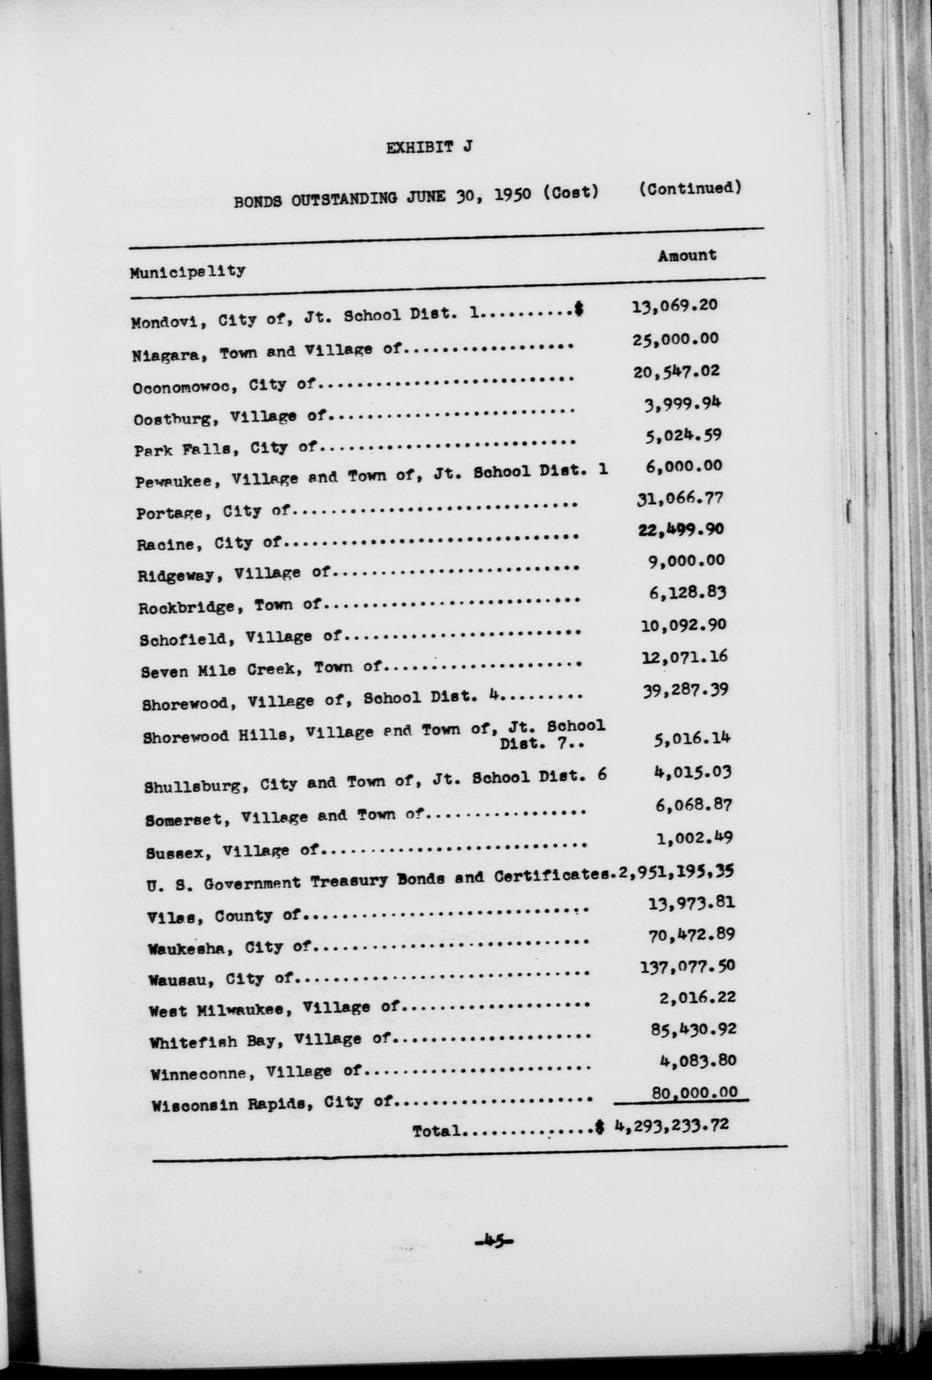 EXHIBIT J
BONDS OUTSTANDING JUNE 30, 1950 (Cost) (Continued)
Municipality Amount
Mondovi, City of, Jt. School Dist. 1..........$ 13,069.20
Niagara, Town and Village of.................. 25,000.00
Oconomowoc, City of........................... 20,547.02
Oostburg, Village of.......................... 3,999.94
Park Falls, City of........................... 5,024.59
Pewaukee, Village and Town of, Jt. School Dist. 1 6,000.00
Portage, City of.............................. 31,066.77
Racine, City of............................... 22,499.90
Ridgeway, Village of.......................... 9,000.00
Rockbridge, Town of........................... 6,128.83
Schofield, Village of......................... 10,092.90
Seven Mile Creek, Town of..................... 12,071.16
Shorewood, Village of, School Dist. 4......... 39,287.39
Shorewood Hills, Village and Town of, Jt. School
Dist. 7.. 5,016.14
Shullsburg, City and Town of, Jt. School Dist. 6 4,015.03
Somerset, Village and Town of................. 6,068.87
Sussex, Village of............................ 1,002.49
U. S. Government Treasury Bonds and Certificates.2,951,195,35
Vilas, County of.............................. 13,973.81
Waukesha, City of............................. 70,472.89
Wausau, City of............................... 137,077.50
West Milwaukee, Village of.................... 2,016.22
Whitefish Bay, Village of..................... 85,430.92
Winneconne, Village of........................ 4,083.80
Wisconsin Rapids, City of..................... 80,000.00
Total..............$ 4,293,233.72
-45-